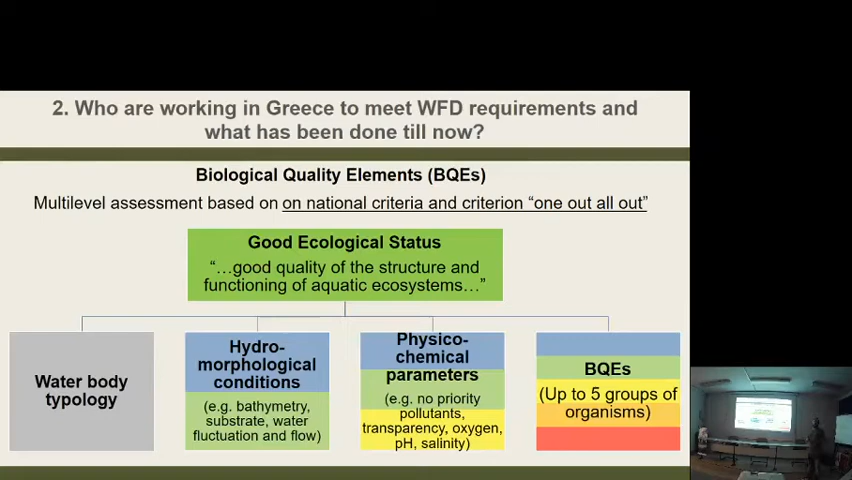 2. Who are working in Greece to meet WFD requirements and
what has been done till now?
Biological Quality Elements (BQEs)
Multilevel assessment based on on national criteria and criterion “one out all out”
Good Ecological Status
“…good quality of the structure and
functioning of aquatic ecosystems…”
Water body
typology
Hydro-
morphological
conditions
(e.g. bathymetry,
substrate, water
fluctuation and flow)
Physico-
chemical
parameters
(e.g. no priority
pollutants,
transparency, oxygen,
pH, salinity)
BQEs
(Up to 5 groups of
organisms)